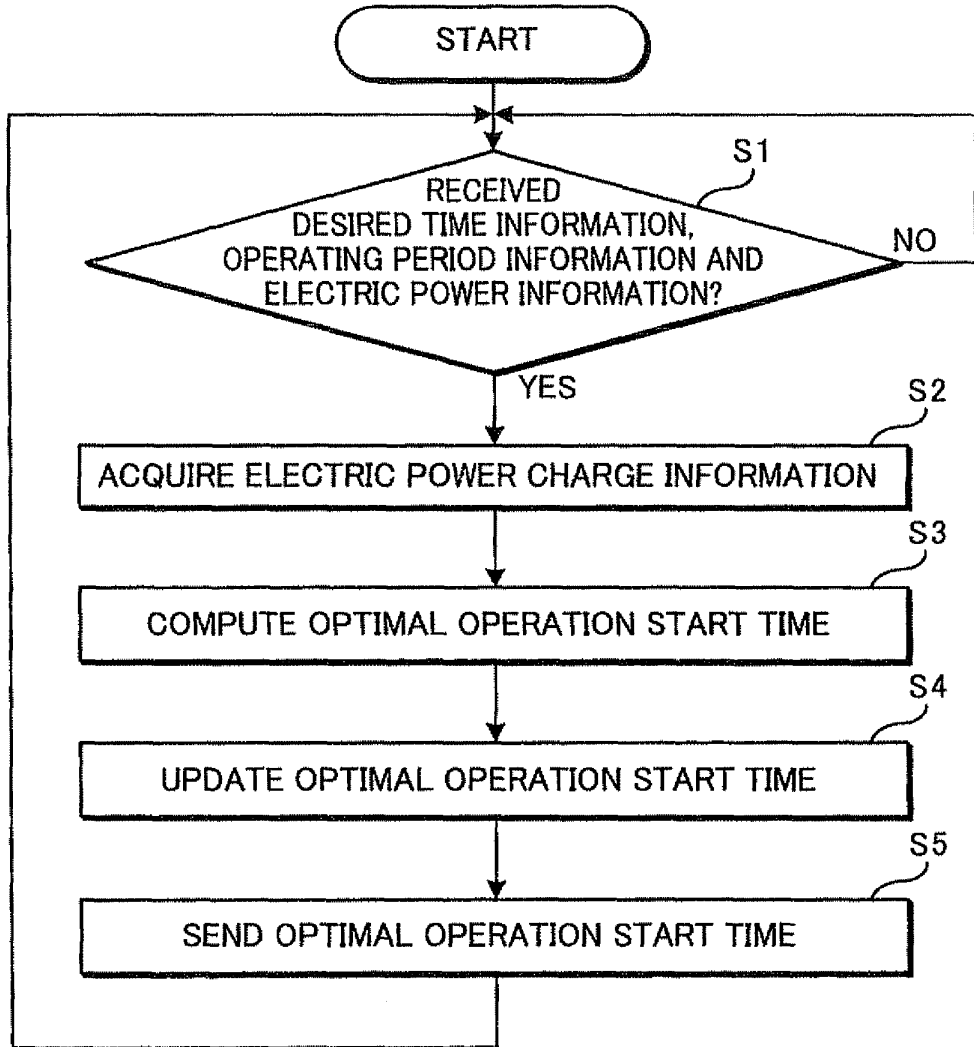 START
S1
RECEIVED
DESIRED TIME INFORMATION,
OPERATING PERIOD INFORMATION AND
ELECTRIC POWER INFORMATION?
NO
YES
S2
ACQUIRE ELECTRIC POWER CHARGE INFORMATION
S3
COMPUTE OPTIMAL OPERATION START TIME
S4
UPDATE OPTIMAL OPERATION START TIME
S5
SEND OPTIMAL OPERATION START TIME